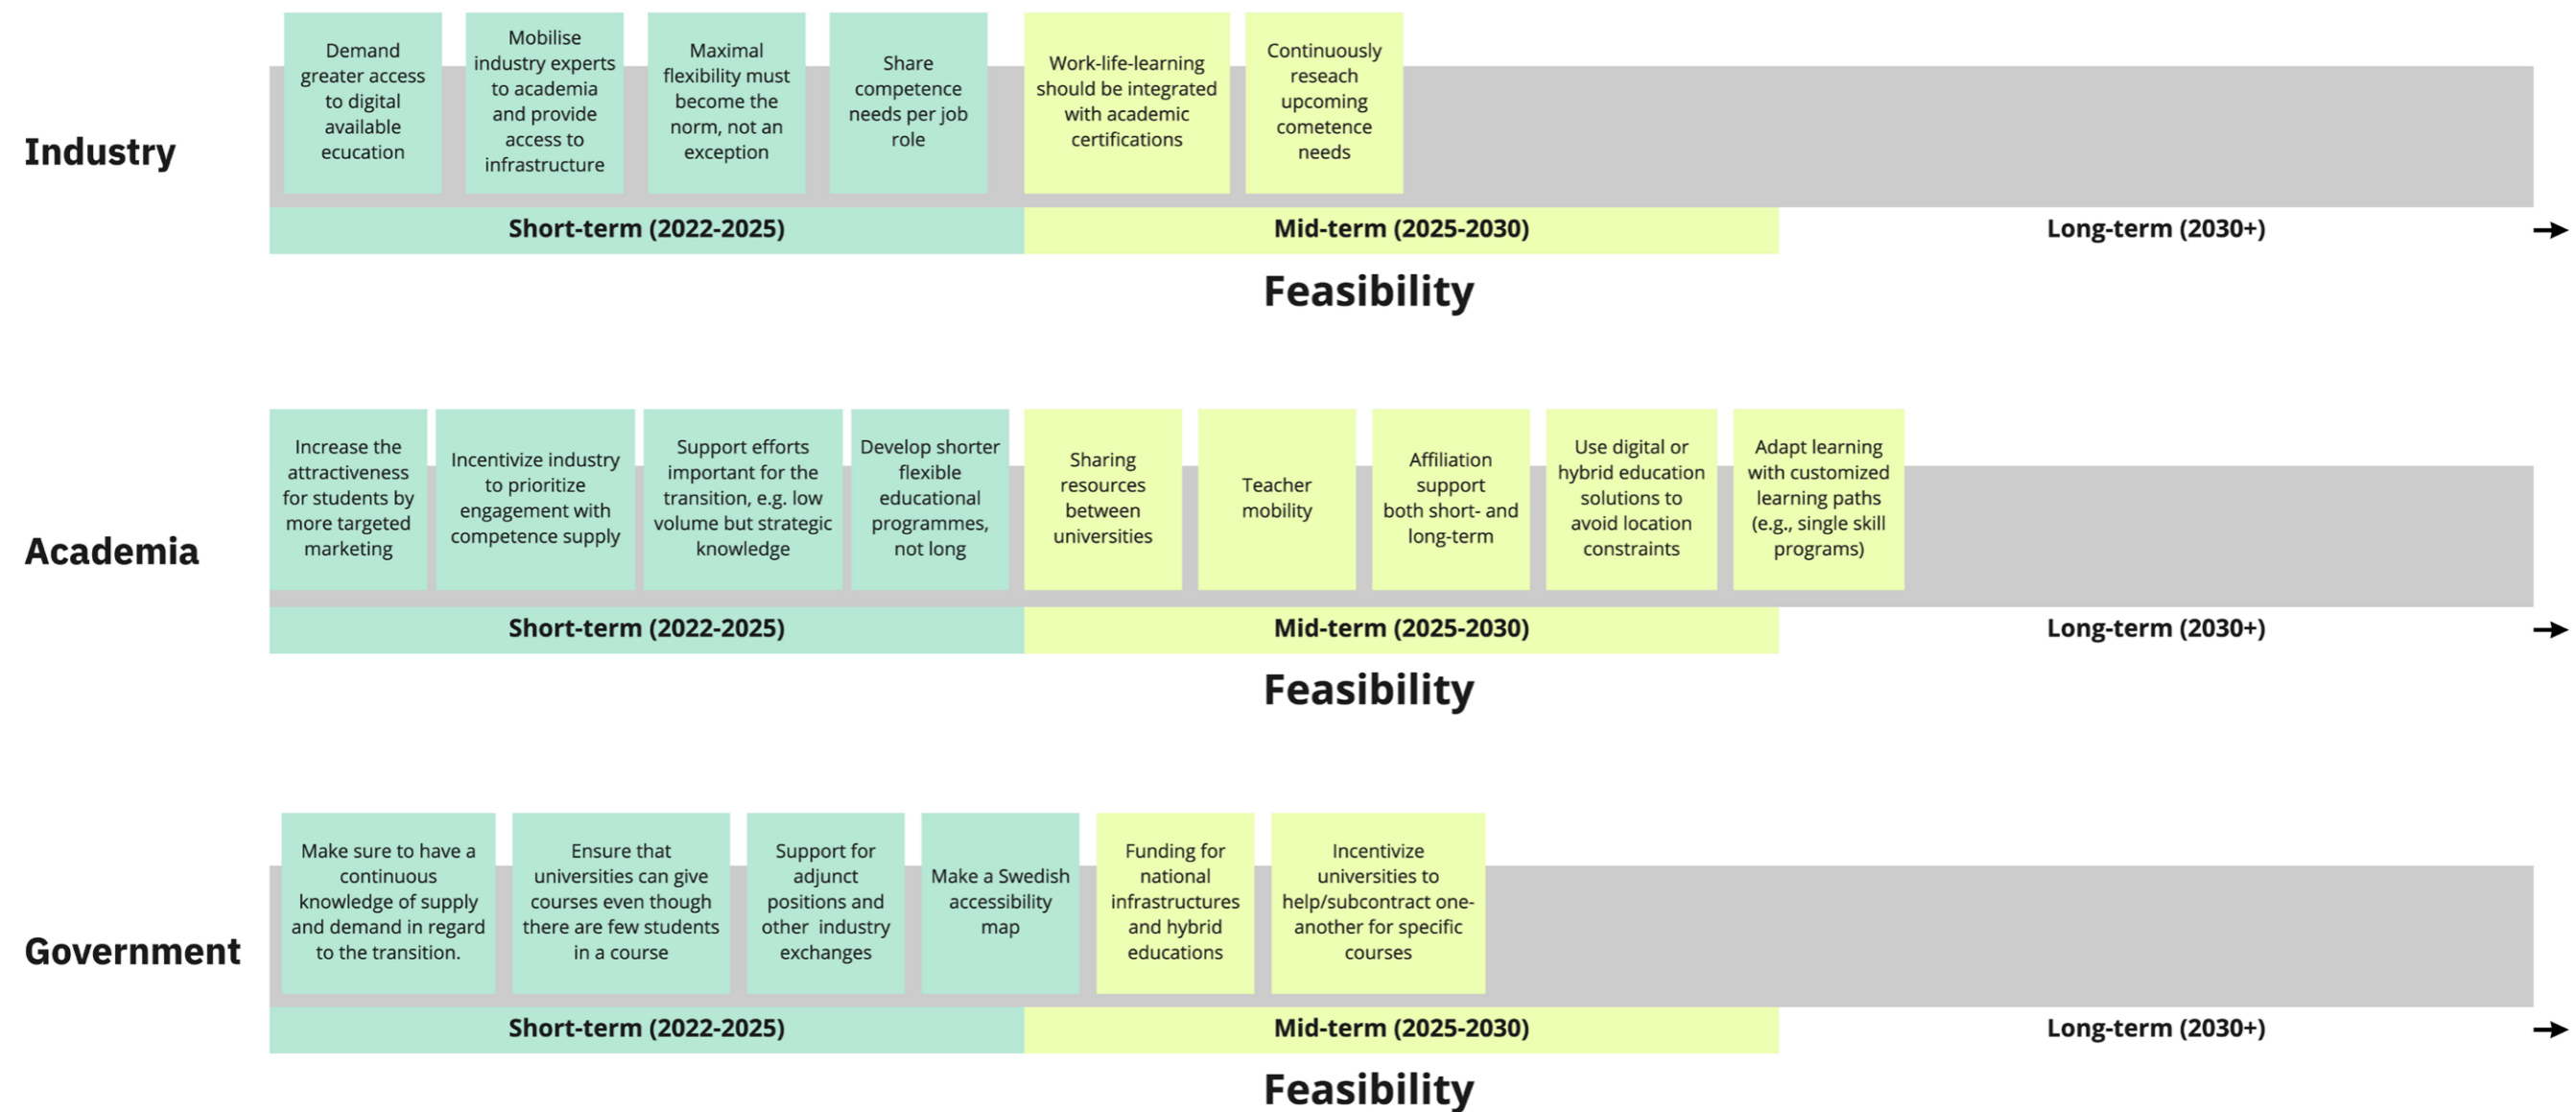 Industry
Demand
greater access
to digital
available
ecucation
Mobilise
industry experts
to academia
and provide
access to
infrastructure
Maximal
flexibility must
become the
norm, not an
exception
Share
competence
needs per job
role
Work-life-learning
should be integrated
with academic
certifications
Continuously
reseach
upcoming
cometence
needs
Short-term (2022-2025)
Mid-term (2025-2030)
Long-term (2030+)
Feasibility
Academia
Increase the
attractiveness
for students by
more targeted
marketing
Incentivize industry
to prioritize
engagement with
competence supply
Support efforts
important for the
transition, e.g. low
volume but strategic
knowledge
Develop shorter
flexible
educational
programmes,
not long
Sharing
resources
between
universities
Teacher
mobility
Affiliation
support
both short- and
long-term
Use digital or
hybrid education
solutions to
avoid location
constraints
Adapt learning
with customized
learning paths
(e.g., single skill
programs)
Short-term (2022-2025)
Mid-term (2025-2030)
Long-term (2030+)
Feasibility
Government
Make sure to have a
continuous
knowledge of supply
and demand in regard
to the transition.
Ensure that
universities can give
courses even though
there are few students
in a course
Support for
adjunct
positions and
other industry
exchanges
Make a Swedish
accessibility
map
Funding for
national
infrastructures
and hybrid
educations
Incentivize
universities to
help/subcontract one-
another for specific
courses
Short-term (2022-2025)
Mid-term (2025-2030)
Long-term (2030+)
Feasibility